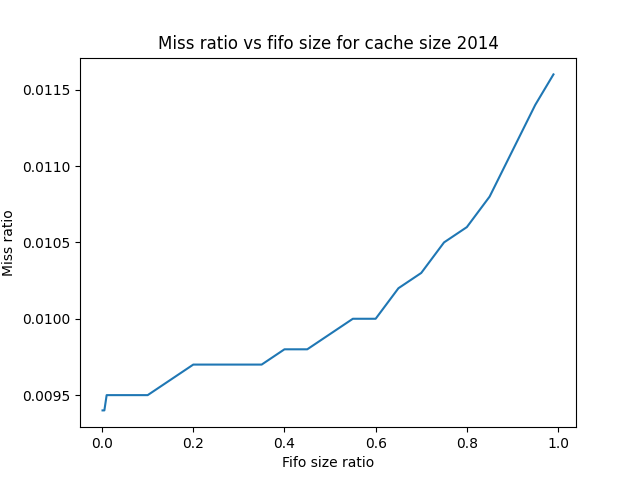 Miss ratio vs fifo size for cache size 2014
0.0115
0.0110
0.0105
0.0100
0.0095
Miss ratio
0.0 0.2 0.4 0.6 0.8 1.0
Fifo size ratio